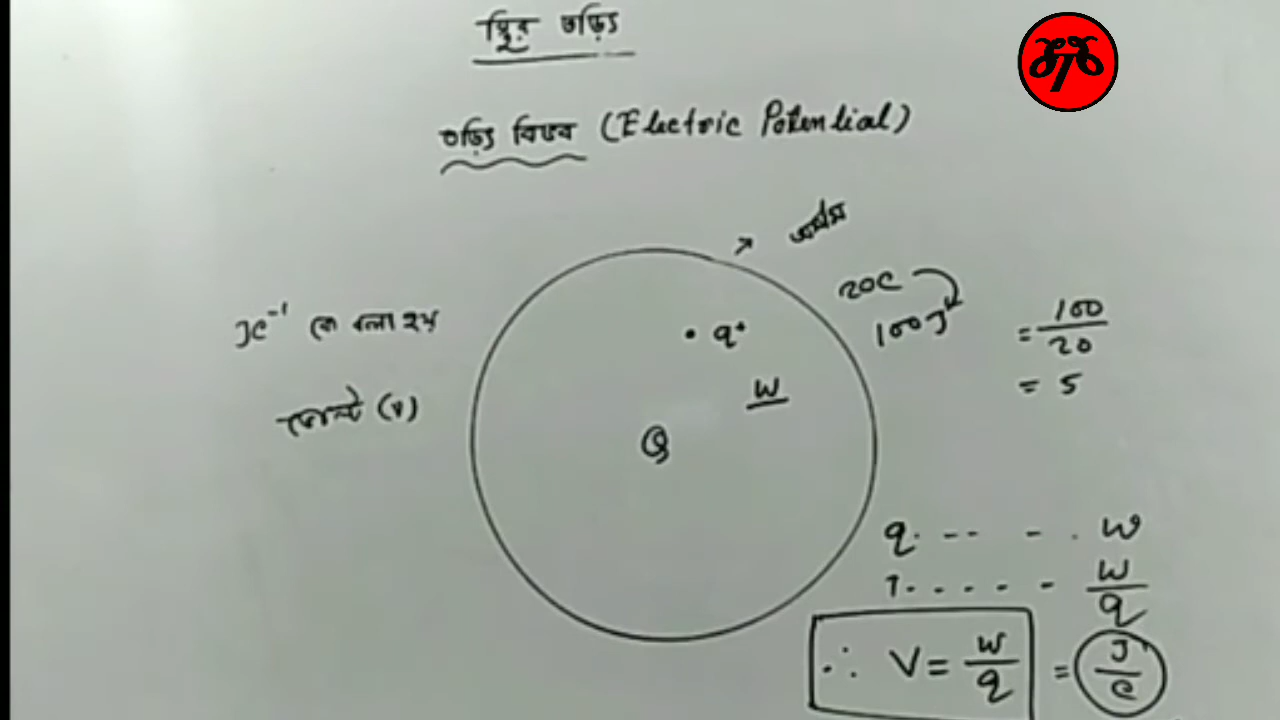 স্থির তড়িৎ
তড়িৎ বিভব (Electric Potential)
অসীম
20C
100J
= 100/20
= 5
JC⁻¹ কে বলা হয়
ভোল্ট (V)
q⁺
W
Q
q. -- - . W
1. . . . . - W/q
∴ V = W/q = J/C